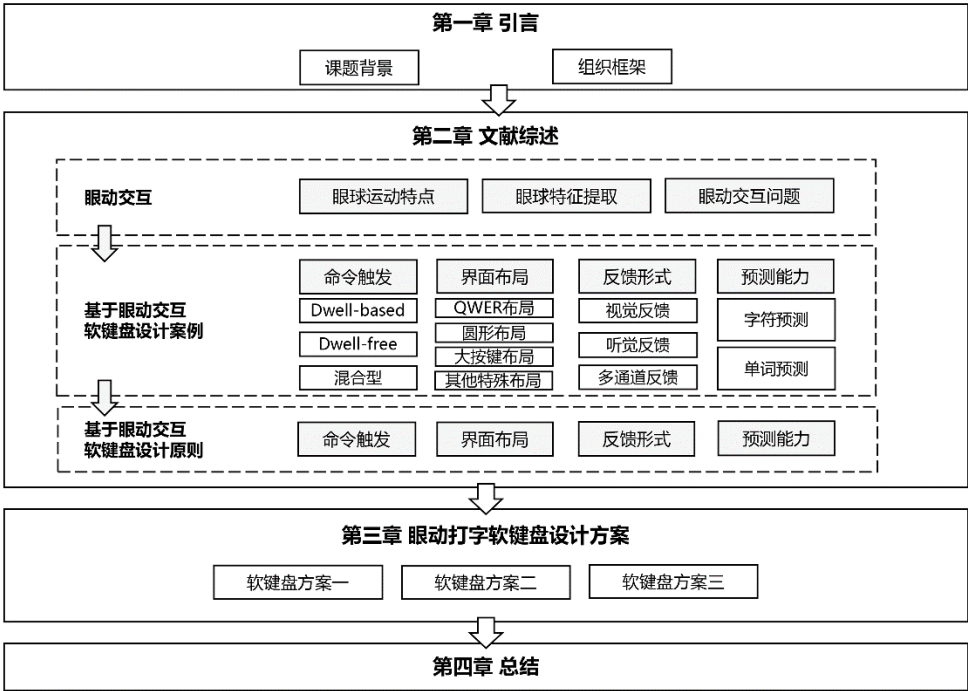 第一章 引言
课题背景
组织框架
第二章 文献综述
眼动交互
眼球运动特点
眼球特征提取
眼动交互问题
基于眼动交互
软键盘设计案例
命令触发
Dwell-based
Dwell-free
混合型
界面布局
QWER布局
圆形布局
大按键布局
其他特殊布局
反馈形式
视觉反馈
听觉反馈
多通道反馈
预测能力
字符预测
单词预测
基于眼动交互
软键盘设计原则
命令触发
界面布局
反馈形式
预测能力
第三章 眼动打字软键盘设计方案
软键盘方案一
软键盘方案二
软键盘方案三
第四章 总结